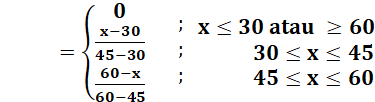 0 ; x ≤ 30 atau ≥ 60
= { x−30/45−30 ; 30 ≤ x ≤ 45
60−x/60−45 ; 45 ≤ x ≤ 60